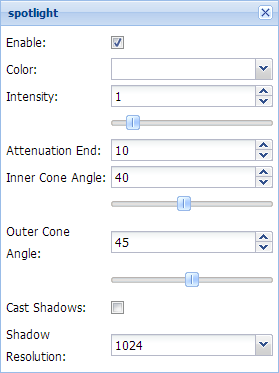 spotlight
Enable:
Color:
Intensity: 1
Attenuation End: 10
Inner Cone Angle: 40
Outer Cone
Angle: 45
Cast Shadows:
Shadow
Resolution: 1024